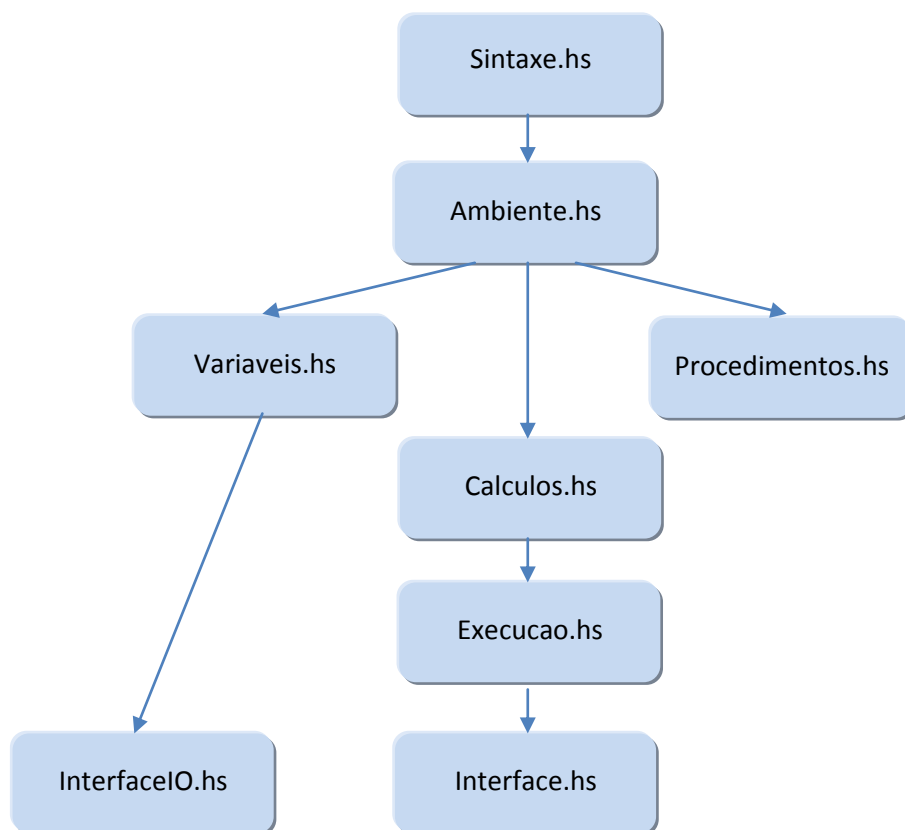 Sintaxe.hs
Ambiente.hs
Variaveis.hs
Procedimentos.hs
Calculos.hs
Execucao.hs
InterfaceIO.hs
Interface.hs